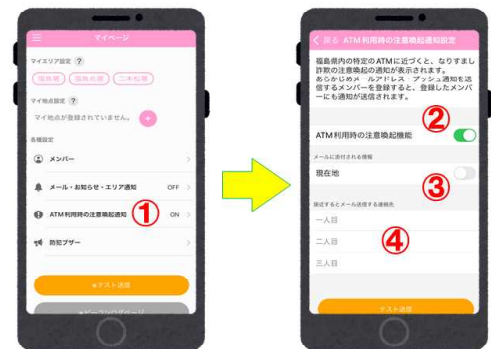 マイページ
マイエリア設定 ?
福島署
福島北署
二本松署
マイ地点設定 ?
マイ地点が登録されていません。 +
各種設定
メンバー
メール・お知らせ・エリア通知 OFF
ATM利用時の注意喚起通知 ① ON
防犯ブザー
テスト送信
戻る ATM利用時の注意喚起通知設定
福島県内の特定のATMに近づくと、なりすまし
詐欺の注意喚起の通知が表示されます。
あらかじめメールアドレス プッシュ通知を送
信するメンバーを登録すると、登録したメンバ
ーにも通知が送信されます。
②
ATM利用時の注意喚起機能
メールに添付される情報
現在地
③
接近するとメール送信する連絡先
一人目
④
二人目
三人目
テスト送信